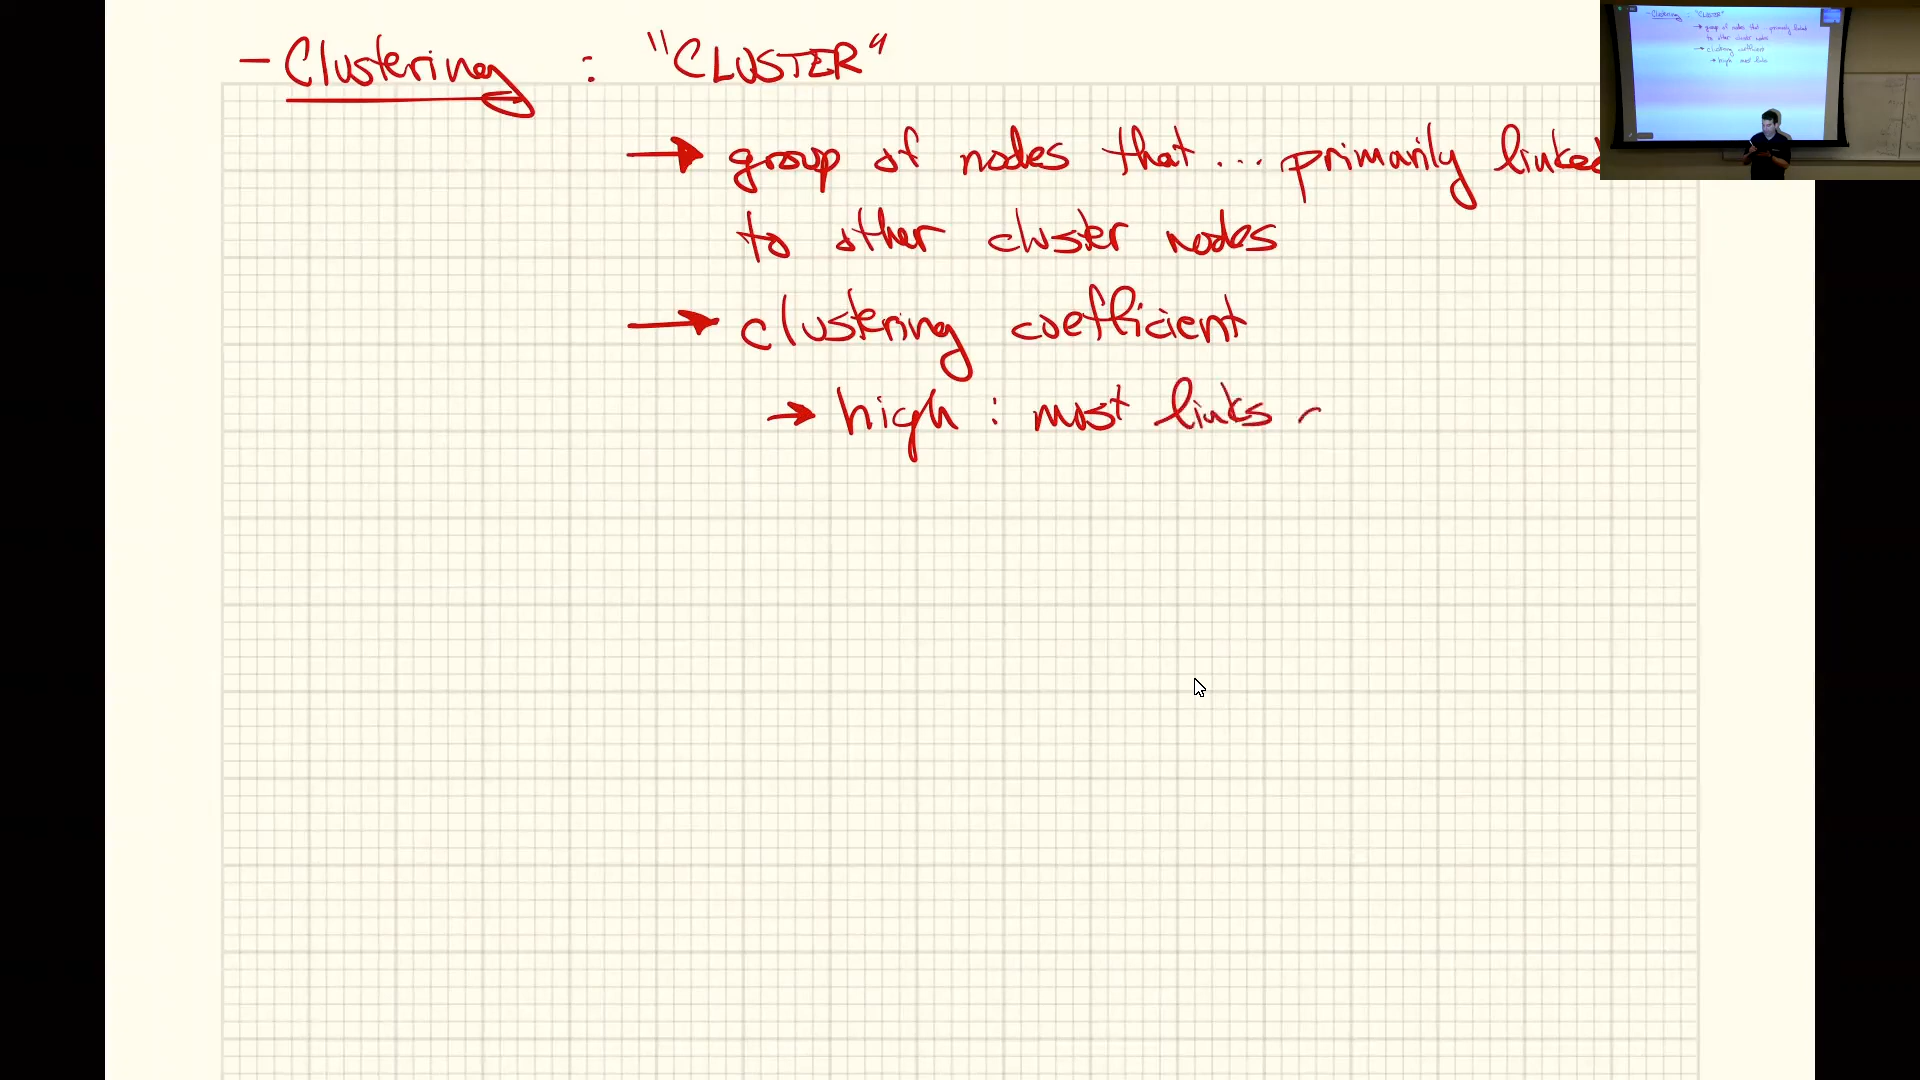 - Clustering : "CLUSTER"
→ group of nodes that ... primarily linked
to other cluster nodes
→ clustering coefficient
→ high : most links